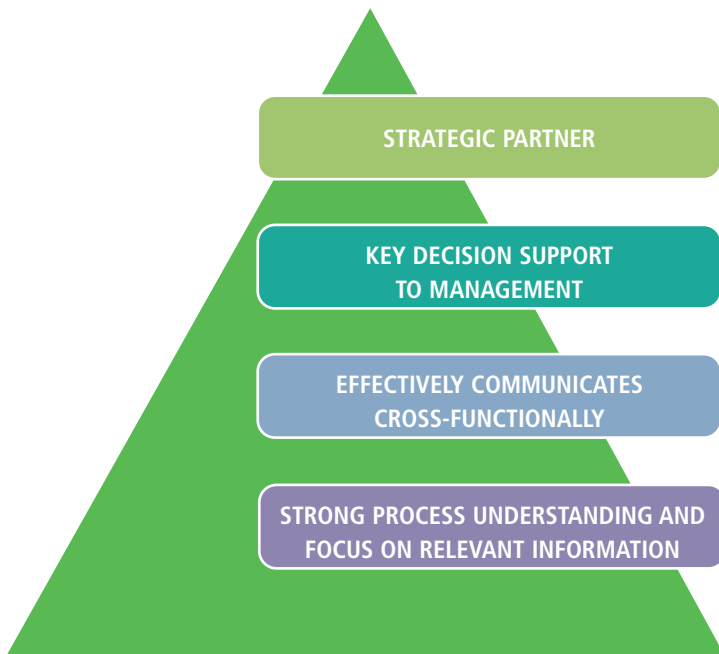 STRATEGIC PARTNER
KEY DECISION SUPPORT
TO MANAGEMENT
EFFECTIVELY COMMUNICATES
CROSS-FUNCTIONALLY
STRONG PROCESS UNDERSTANDING AND
FOCUS ON RELEVANT INFORMATION